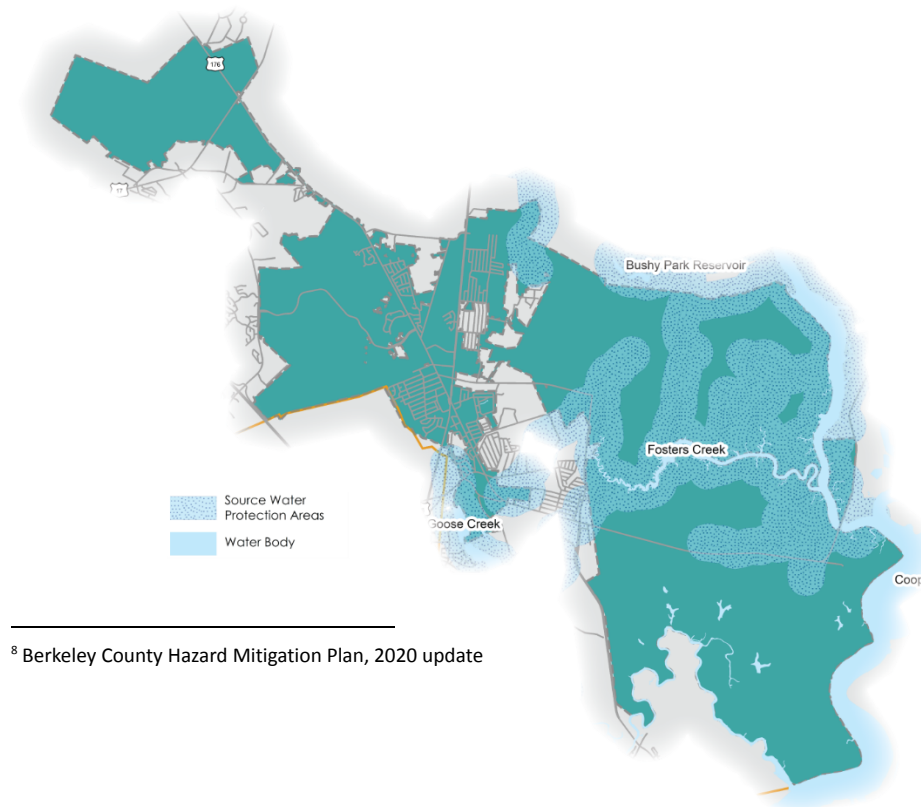 176
17
Bushy Park Reservoir
Fosters Creek
Source Water
Protection Areas
Water Body
Goose Creek
Coop
⁸ Berkeley County Hazard Mitigation Plan, 2020 update